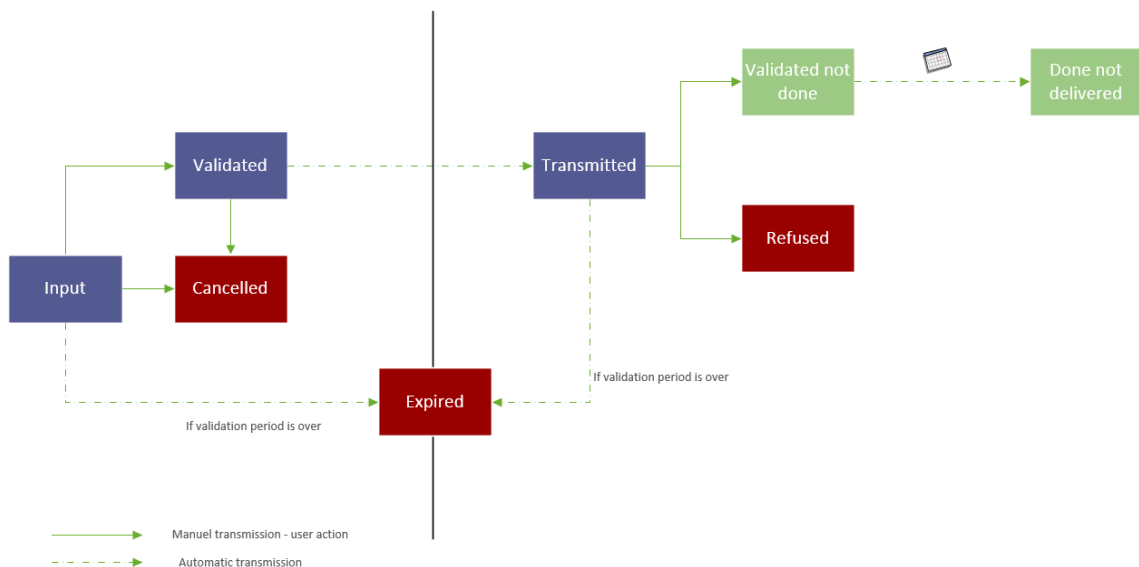 Validated not
done
Done not
delivered
Validated
Transmitted
Refused
Input
Cancelled
If validation period is over
Expired
If validation period is over
Manuel transmission - user action
Automatic transmission